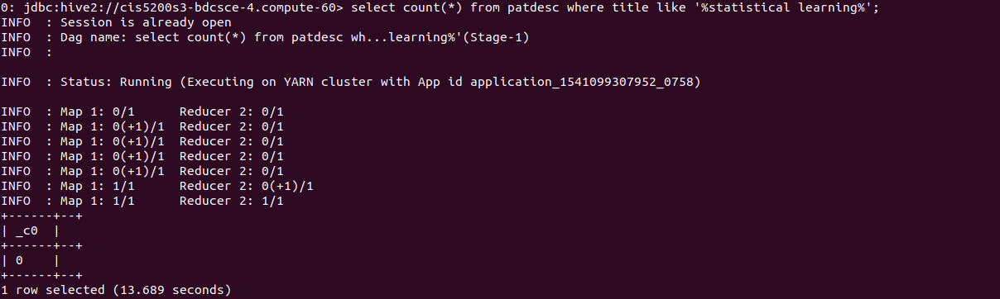 0: jdbc:hive2://cis5200s3-bdcsce-4.compute-60> select count(*) from patdesc where title like '%statistical learning%';
INFO  : Session is already open
INFO  : Dag name: select count(*) from patdesc wh...learning%'(Stage-1)
INFO  :
INFO  : Status: Running (Executing on YARN cluster with App id application_1541099307952_0758)
INFO  : Map 1: 0/1      Reducer 2: 0/1
INFO  : Map 1: 0(+1)/1  Reducer 2: 0/1
INFO  : Map 1: 0(+1)/1  Reducer 2: 0/1
INFO  : Map 1: 0(+1)/1  Reducer 2: 0/1
INFO  : Map 1: 0(+1)/1  Reducer 2: 0/1
INFO  : Map 1: 1/1      Reducer 2: 0(+1)/1
INFO  : Map 1: 1/1      Reducer 2: 1/1
+------+--+
| _c0  |
+------+--+
| 0    |
+------+--+
1 row selected (13.689 seconds)